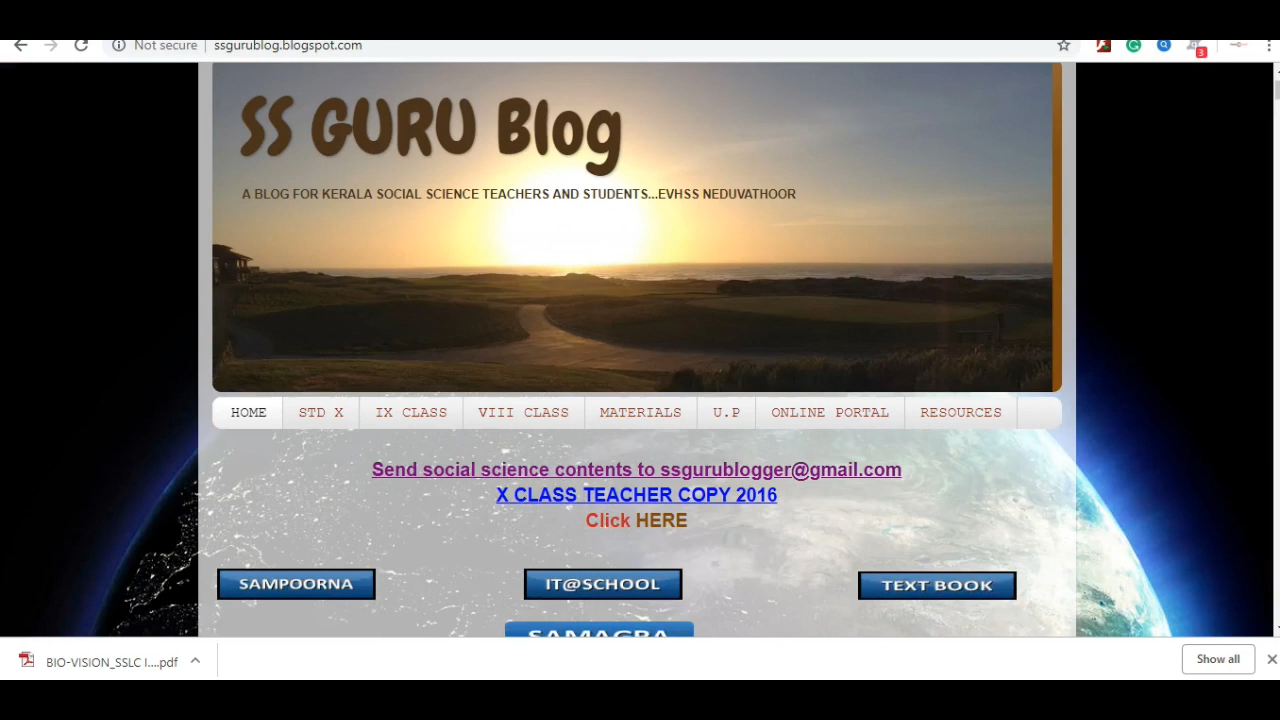 Not secure | ssgurublog.blogspot.com
3
SS GURU Blog
A BLOG FOR KERALA SOCIAL SCIENCE TEACHERS AND STUDENTS...EVHSS NEDUVATHOOR
HOME STD X IX CLASS VIII CLASS MATERIALS U.P ONLINE PORTAL RESOURCES
Send social science contents to ssgurublogger@gmail.com
X CLASS TEACHER COPY 2016
Click HERE
SAMPOORNA IT@SCHOOL TEXT BOOK
SAMAGRA
BIO-VISION_SSLC I....pdf Show all